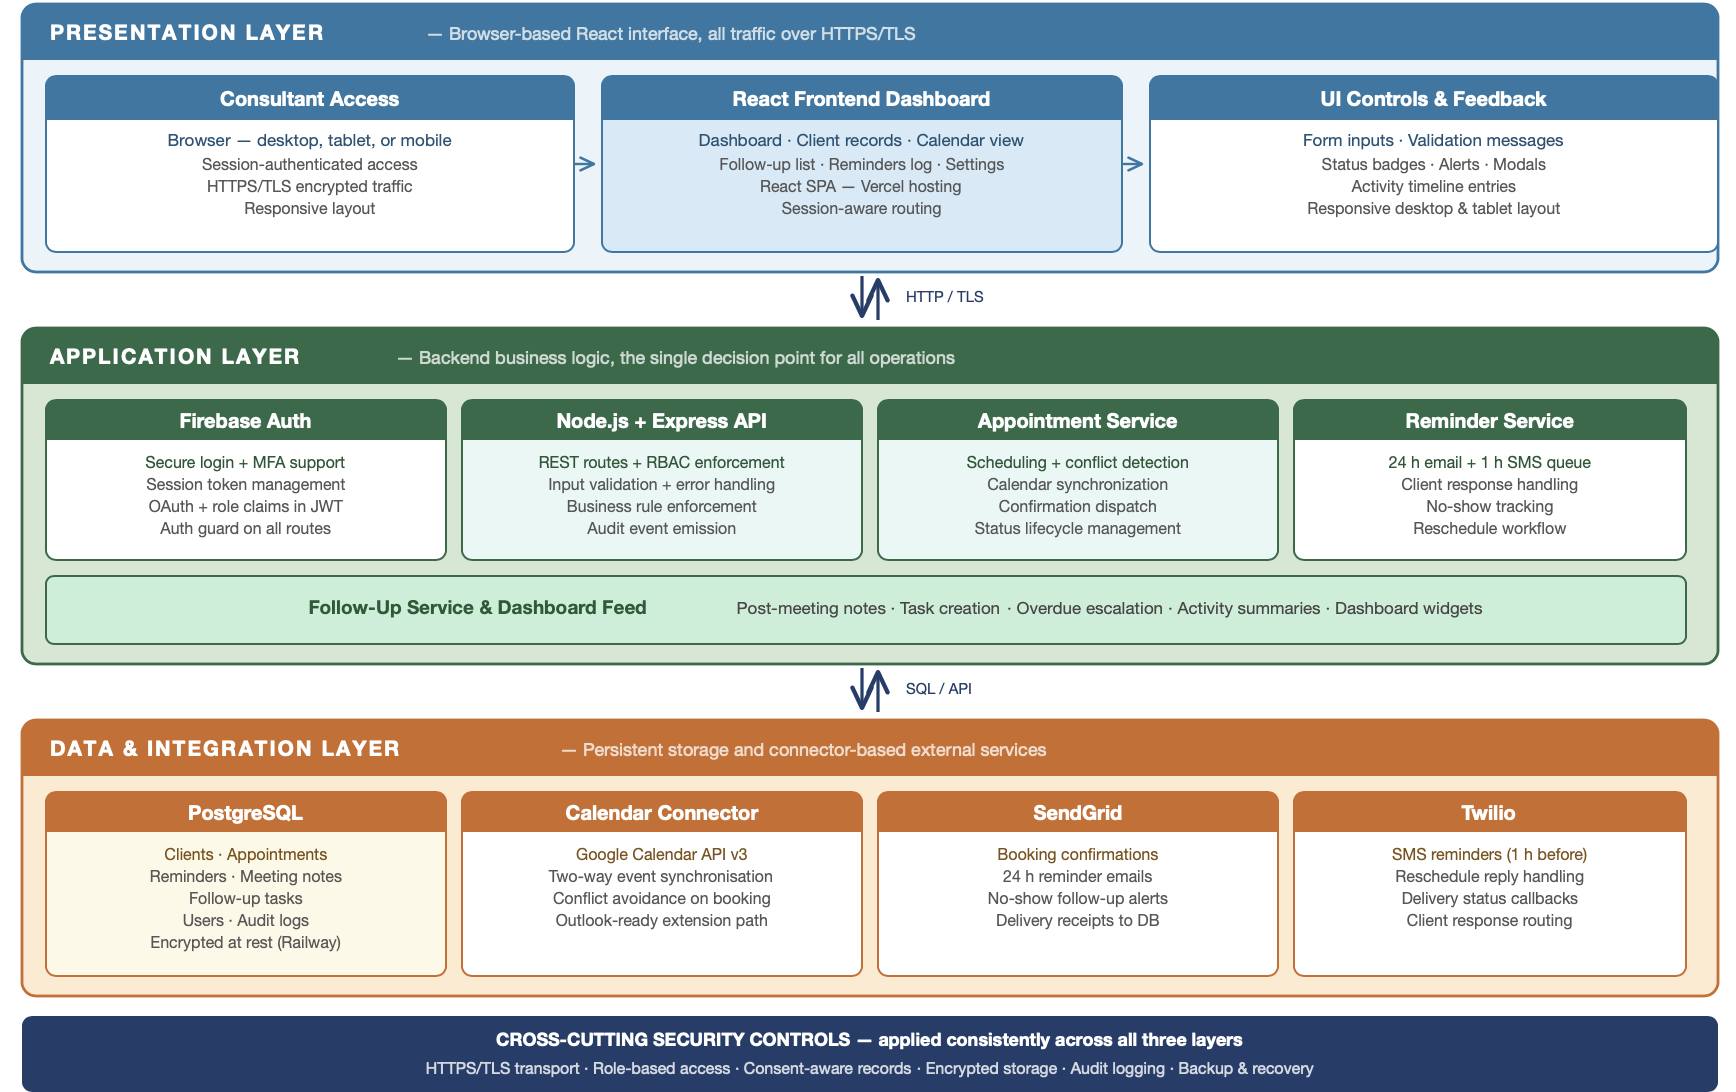 PRESENTATION LAYER — Browser-based React interface, all traffic over HTTPS/TLS
Consultant Access
Browser — desktop, tablet, or mobile
Session-authenticated access
HTTPS/TLS encrypted traffic
Responsive layout
React Frontend Dashboard
Dashboard · Client records · Calendar view
Follow-up list · Reminders log · Settings
React SPA — Vercel hosting
Session-aware routing
UI Controls & Feedback
Form inputs · Validation messages
Status badges · Alerts · Modals
Activity timeline entries
Responsive desktop & tablet layout
HTTP / TLS
APPLICATION LAYER — Backend business logic, the single decision point for all operations
Firebase Auth
Secure login + MFA support
Session token management
OAuth + role claims in JWT
Auth guard on all routes
Node.js + Express API
REST routes + RBAC enforcement
Input validation + error handling
Business rule enforcement
Audit event emission
Appointment Service
Scheduling + conflict detection
Calendar synchronization
Confirmation dispatch
Status lifecycle management
Reminder Service
24 h email + 1 h SMS queue
Client response handling
No-show tracking
Reschedule workflow
Follow-Up Service & Dashboard Feed Post-meeting notes · Task creation · Overdue escalation · Activity summaries · Dashboard widgets
SQL / API
DATA & INTEGRATION LAYER — Persistent storage and connector-based external services
PostgreSQL
Clients · Appointments
Reminders · Meeting notes
Follow-up tasks
Users · Audit logs
Encrypted at rest (Railway)
Calendar Connector
Google Calendar API v3
Two-way event synchronisation
Conflict avoidance on booking
Outlook-ready extension path
SendGrid
Booking confirmations
24 h reminder emails
No-show follow-up alerts
Delivery receipts to DB
Twilio
SMS reminders (1 h before)
Reschedule reply handling
Delivery status callbacks
Client response routing
CROSS-CUTTING SECURITY CONTROLS — applied consistently across all three layers
HTTPS/TLS transport · Role-based access · Consent-aware records · Encrypted storage · Audit logging · Backup & recovery